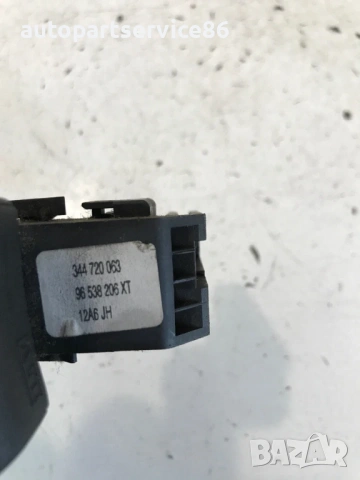 autopartservice86
344 720 063
96 538 206 XT
12A6 JH
BAZAR